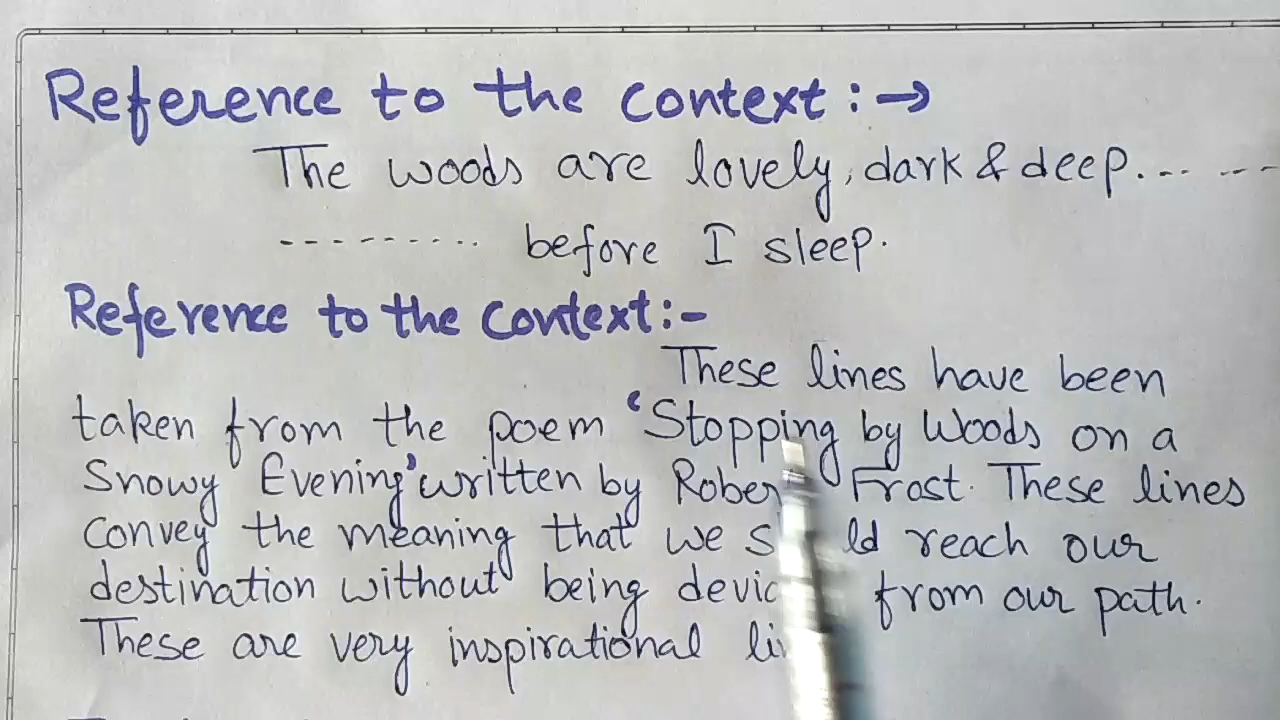 Reference to the context :→
The woods are lovely, dark & deep.... ---
--------- before I sleep.
Reference to the Context :-
These lines have been
taken from the poem 'Stopping by Woods on a
Snowy Evening' written by Robert Frost. These lines
convey the meaning that we should reach our
destination without being from our path.
These are very inspirational